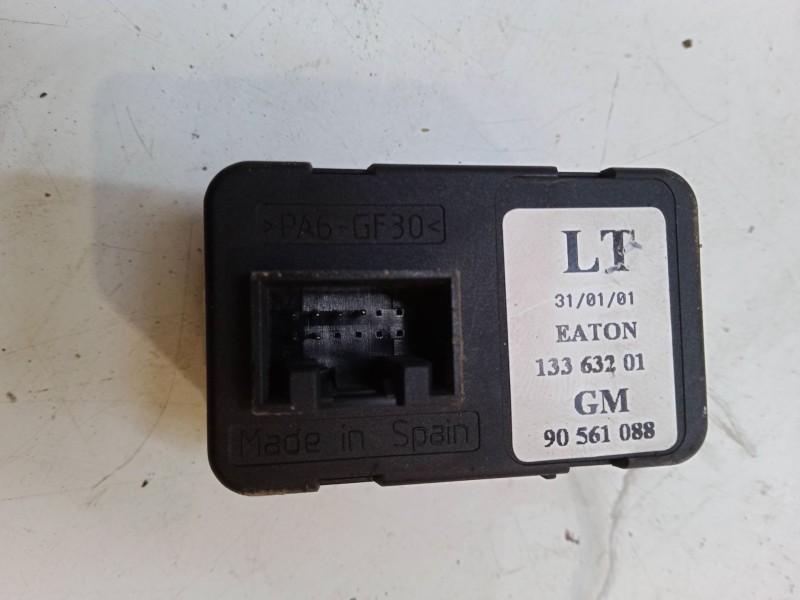 >PA6-GF30<
Made in Spain
LT
31/01/01
EATON
133 632 01
GM
90 561 088